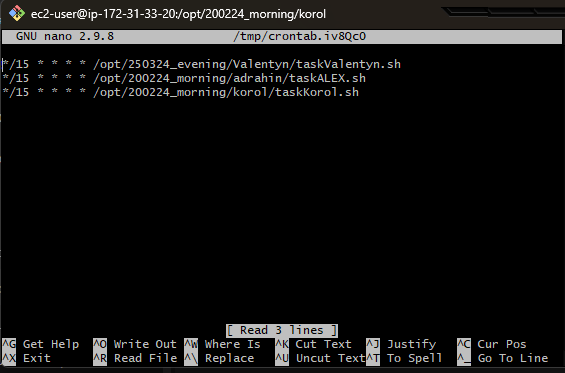 ec2-user@ip-172-31-33-20:/opt/200224_morning/korol
GNU nano 2.9.8 /tmp/crontab.iv8QcO
*/15 * * * * /opt/250324_evening/Valentyn/taskValentyn.sh
*/15 * * * * /opt/200224_morning/adrahin/taskALEX.sh
*/15 * * * * /opt/200224_morning/korol/taskKorol.sh
[ Read 3 lines ]
^G Get Help ^O Write Out ^W Where Is ^K Cut Text ^J Justify ^C Cur Pos
^X Exit ^R Read File ^\ Replace ^U Uncut Text ^T To Spell ^_ Go To Line